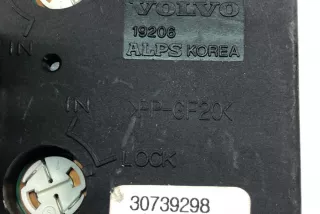 VOLVO
19206
ALPS KOREA
IN
IN
LOCK
30739298